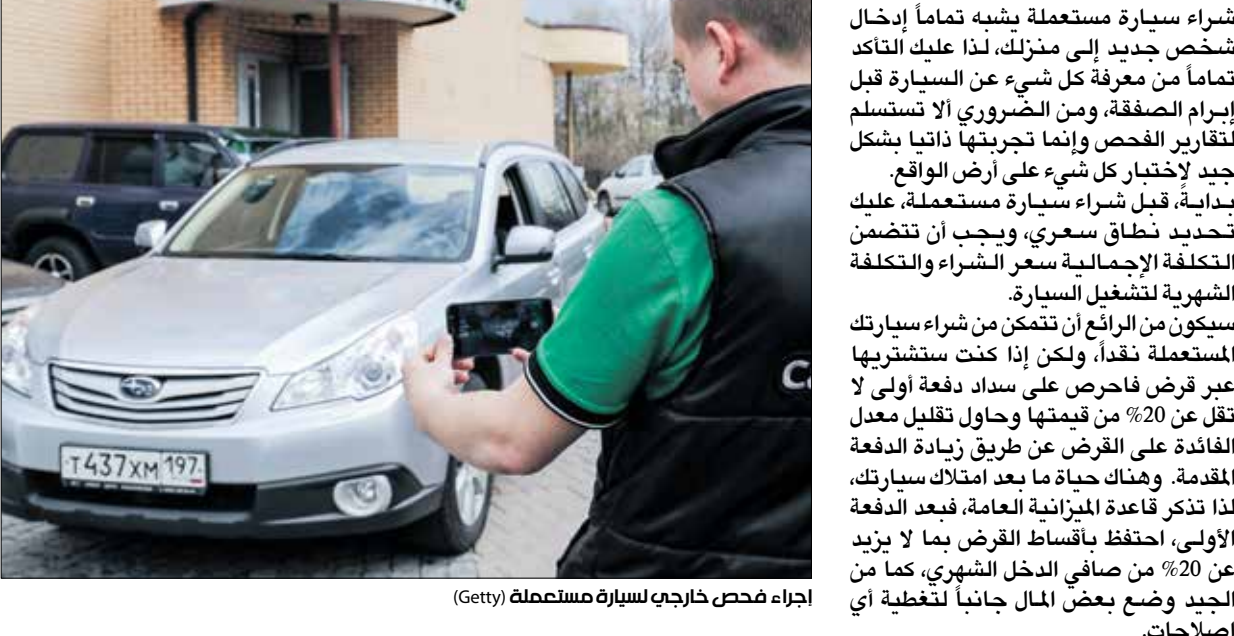 شراء سيارة مستعملة يشبه تماماً إدخال
شخص جديد إلى منزلك، لذا عليك التأكد
تماماً من معرفة كل شيء عن السيارة قبل
إبرام الصفقة، ومن الضروري ألا تستسلم
لتقارير الفحص وإنما تجربتها ذاتيا بشكل
جيد لاختبار كل شيء على أرض الواقع.
بدايةً، قبل شراء سيارة مستعملة، عليك
تحديد نطاق سعري، ويجب أن تتضمن
التكلفة الإجمالية سعر الشراء والتكلفة
الشهرية لتشغيل السيارة.
سيكون من الرائع أن تتمكن من شراء سيارتك
المستعملة نقداً، ولكن إذا كنت ستشتريها
عبر قرض فاحرص على سداد دفعة أولى لا
تقل عن 20% من قيمتها وحاول تقليل معدل
الفائدة على القرض عن طريق زيادة الدفعة
المقدمة. وهناك حياة ما بعد امتلاك سيارتك،
لذا تذكر قاعدة الميزانية العامة، فبعد الدفعة
الأولى، احتفظ بأقساط القرض بما لا يزيد
عن 20% من صافي الدخل الشهري، كما من
الجيد وضع بعض المال جانباً لتغطية أي
إصلاحات.
т437хм 197
إجراء فحص خارجي لسيارة مستعملة (Getty)